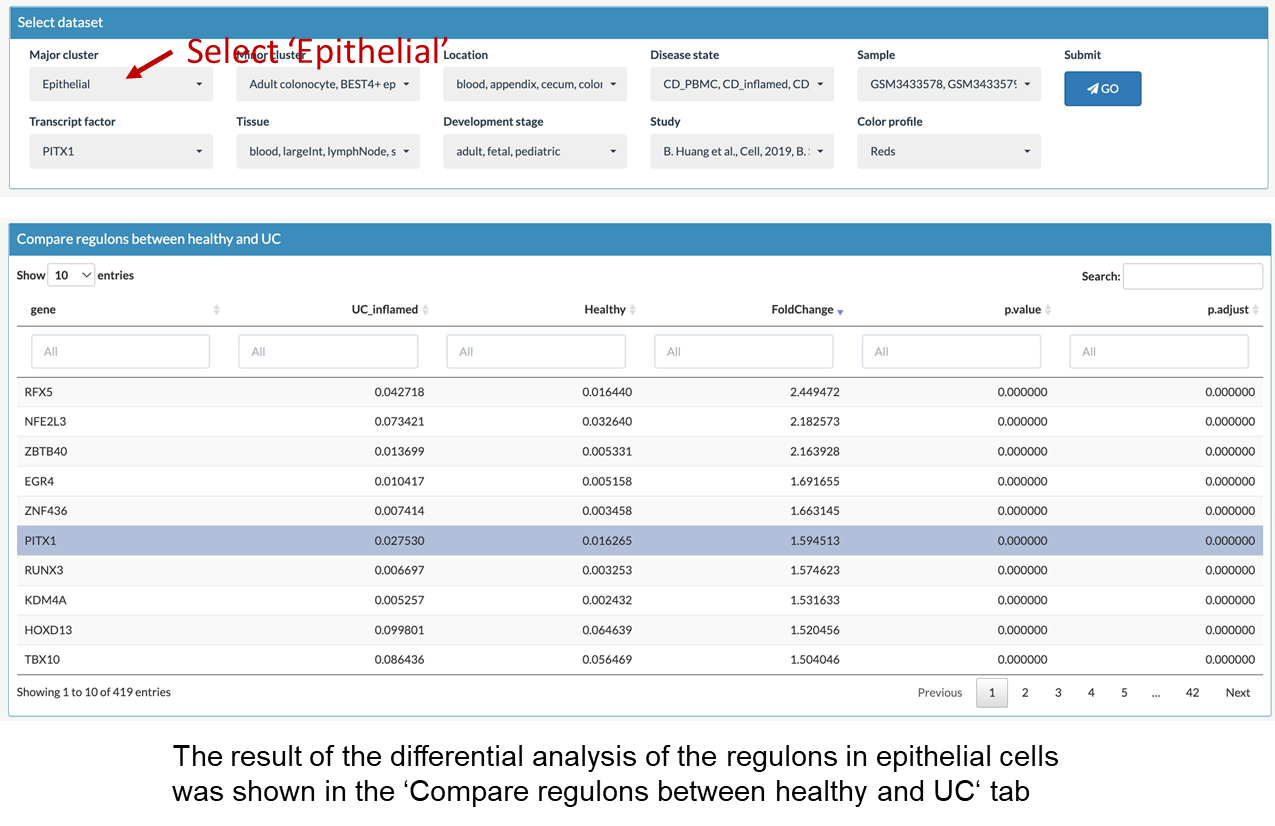 Select dataset
Select ‘Epithelial’
Major cluster Minor cluster Location Disease state Sample Submit
Epithelial Adult colonocyte, BEST4+ ep blood, appendix, cecum, color CD_PBMC, CD_inflamed, CD GSM3433578, GSM3433579 GO
Transcript factor Tissue Development stage Study Color profile
PITX1 blood, largeInt, lymphNode, s adult, fetal, pediatric B. Huang et al., Cell, 2019, B. Reds
Compare regulons between healthy and UC
Show 10 entries Search:
gene UC_inflamed Healthy FoldChange p.value p.adjust
All All All All All All
RFX5 0.042718 0.016440 2.449472 0.000000 0.000000
NFE2L3 0.073421 0.032640 2.182573 0.000000 0.000000
ZBTB40 0.013699 0.005331 2.163928 0.000000 0.000000
EGR4 0.010417 0.005158 1.691655 0.000000 0.000000
ZNF436 0.007414 0.003458 1.663145 0.000000 0.000000
PITX1 0.027530 0.016265 1.594513 0.000000 0.000000
RUNX3 0.006697 0.003253 1.574623 0.000000 0.000000
KDM4A 0.005257 0.002432 1.531633 0.000000 0.000000
HOXD13 0.099801 0.064639 1.520456 0.000000 0.000000
TBX10 0.086436 0.056469 1.504046 0.000000 0.000000
Showing 1 to 10 of 419 entries Previous 1 2 3 4 5 ... 42 Next
The result of the differential analysis of the regulons in epithelial cells
was shown in the ‘Compare regulons between healthy and UC‘ tab